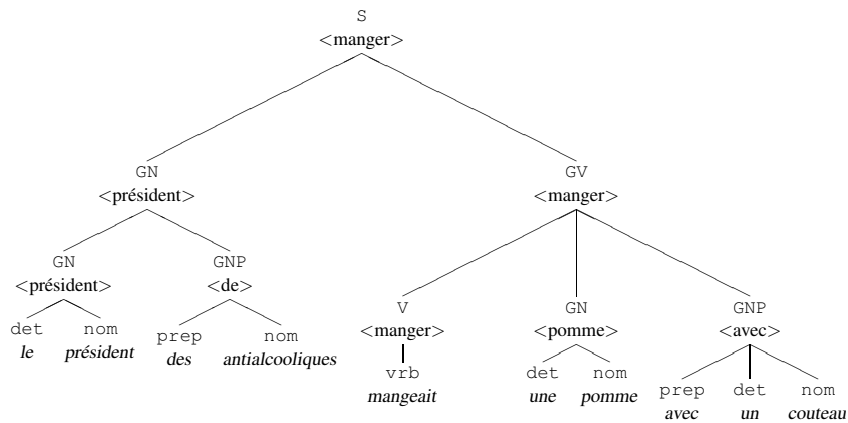 S
<manger>
GN GV
<président> <manger>
GN GNP
<président> <de>
V GN GNP
<manger> <pomme> <avec>
det nom prep nom
le président des antialcooliques
vrb det nom prep det nom
mangeait une pomme avec un couteau